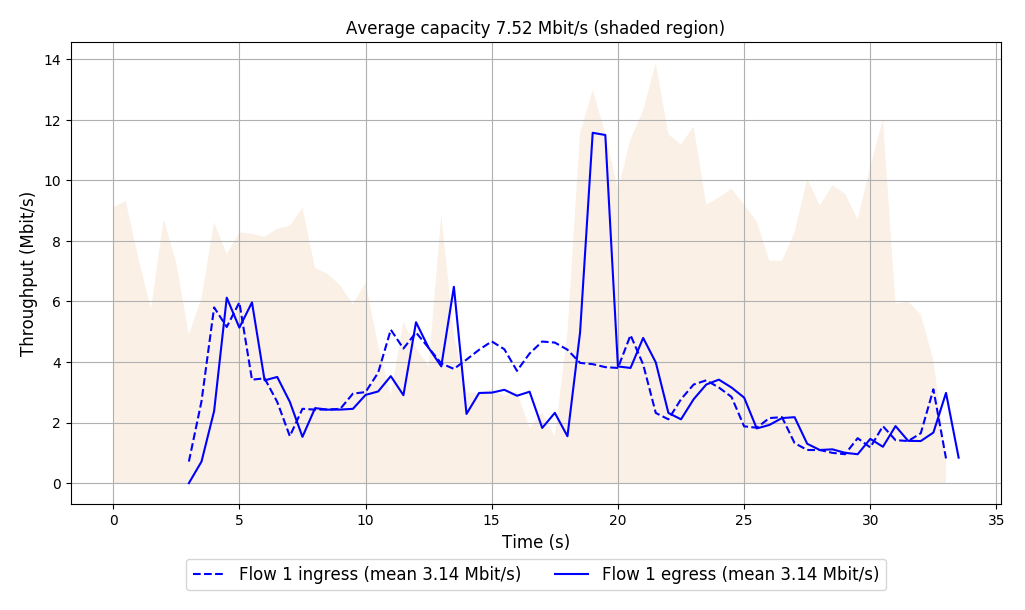 Average capacity 7.52 Mbit/s (shaded region)
14
12
10
8
6
4
2
0
Throughput (Mbit/s)
0 5 10 15 20 25 30 35
Time (s)
Flow 1 ingress (mean 3.14 Mbit/s) Flow 1 egress (mean 3.14 Mbit/s)